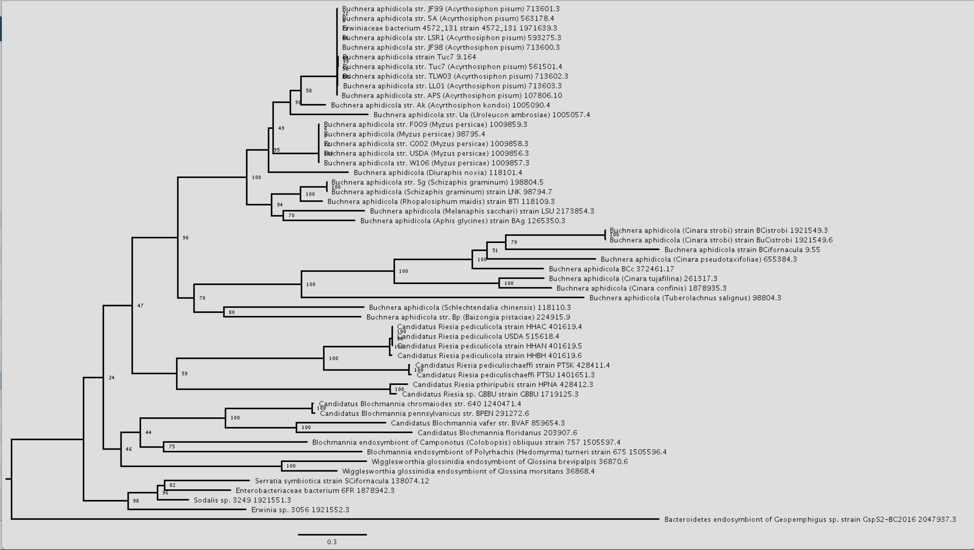 Buchnera aphidicola str. JF99 (Acyrthosiphon pisum) 713601.3
Buchnera aphidicola str. 5A (Acyrthosiphon pisum) 563178.4
Erwiniaceae bacterium 4572_131 strain 4572_131 1971639.3
Buchnera aphidicola str. LSR1 (Acyrthosiphon pisum) 593275.3
Buchnera aphidicola str. JF98 (Acyrthosiphon pisum) 713600.3
Buchnera aphidicola strain Tuc7 9.164
Buchnera aphidicola str. Tuc7 (Acyrthosiphon pisum) 561501.4
Buchnera aphidicola str. TLW03 (Acyrthosiphon pisum) 713602.3
58 Buchnera aphidicola str. LL01 (Acyrthosiphon pisum) 713603.3
Buchnera aphidicola str. APS (Acyrthosiphon pisum) 107806.10
Buchnera aphidicola str. Ak (Acyrthosiphon kondoi) 1005090.4
Buchnera aphidicola str. Ua (Uroleucon ambrosiae) 1005057.4
49 Buchnera aphidicola str. F009 (Myzus persicae) 1009859.3
Buchnera aphidicola (Myzus persicae) 98795.4
Buchnera aphidicola str. G002 (Myzus persicae) 1009858.3
Buchnera aphidicola str. USDA (Myzus persicae) 1009856.3
Buchnera aphidicola str. W106 (Myzus persicae) 1009857.3
100 Buchnera aphidicola (Diuraphis noxia) 118101.4
Buchnera aphidicola str. Sg (Schizaphis graminum) 198804.5
100 Buchnera aphidicola (Schizaphis graminum) strain LNK 98794.7
94 Buchnera aphidicola (Rhopalosiphum maidis) strain BTI 118109.3
70 Buchnera aphidicola (Melanaphis sacchari) strain LSU 2173854.3
Buchnera aphidicola (Aphis glycines) strain BAg 1265350.3
100 Buchnera aphidicola (Cinara strobi) strain BCistrobi 1921549.3
96 79 Buchnera aphidicola (Cinara strobi) strain BuCistrobi 1921549.6
51 Buchnera aphidicola strain BCifornacula 9.55
100 Buchnera aphidicola (Cinara pseudotaxifoliae) 655384.3
100 Buchnera aphidicola BCc 372461.17
Buchnera aphidicola (Cinara tujafilina) 261317.3
100 100 Buchnera aphidicola (Cinara confinis) 1878935.3
70 Buchnera aphidicola (Tuberolachnus salignus) 98804.3
47 Buchnera aphidicola (Schlechtendalia chinensis) 118110.3
80 Buchnera aphidicola str. Bp (Baizongia pistaciae) 224915.9
Candidatus Riesia pediculicola strain HHAC 401619.4
Candidatus Riesia pediculicola USDA 515618.4
Candidatus Riesia pediculicola strain HHAN 401619.5
100 Candidatus Riesia pediculicola strain HHBH 401619.6
Candidatus Riesia pediculischaeffi strain PTSK 428411.4
59 Candidatus Riesia pediculischaeffi PTSU 1401651.3
24 Candidatus Riesia pthiripubis strain HPNA 428412.3
100 Candidatus Riesia sp. GBBU strain GBBU 1719125.3
Candidatus Blochmannia chromaiodes str. 640 1240471.4
100 100 Candidatus Blochmannia pennsylvanicus str. BPEN 291272.6
Candidatus Blochmannia vafer str. BVAF 859654.3
44 100 Candidatus Blochmannia floridanus 203907.6
75 Blochmannia endosymbiont of Camponotus (Colobopsis) obliquus strain 757 1505597.4
46 Blochmannia endosymbiont of Polyrhachis (Hedomyrma) turneri strain 675 1505596.4
100 Wigglesworthia glossinidia endosymbiont of Glossina brevipalpis 36870.6
Wigglesworthia glossinidia endosymbiont of Glossina morsitans 36868.4
82 Serratia symbiotica strain SCifornacula 138074.12
Enterobacteriaceae bacterium 6FR 1878942.3
98 Sodalis sp. 3249 1921551.3
Erwinia sp. 3056 1921552.3
Bacteroidetes endosymbiont of Geopemphigus sp. strain GspS2-BC2016 2047937.3
0.3